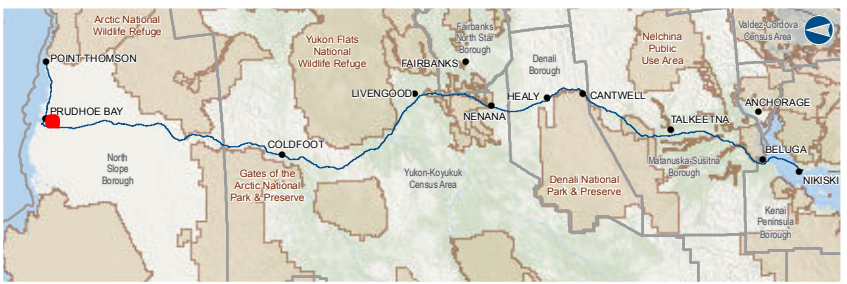 Arctic National
Wildlife Refuge
POINT THOMSON
PRUDHOE BAY
North
Slope
Borough
COLDFOOT
Gates of the
Arctic National
Park & Preserve
Yukon Flats
National
Wildlife Refuge
LIVENGOOD
Yukon-Koyukuk
Census Area
Fairbanks
North Star
Borough
FAIRBANKS
NENANA
Denali
Borough
HEALY
CANTWELL
Denali National
Park & Preserve
Nelchina
Public
Use Area
TALKEETNA
Matanuska-Susitna
Borough
Valdez-Cordova
Census Area
ANCHORAGE
BELUGA
NIKISKI
Kenai
Peninsula
Borough